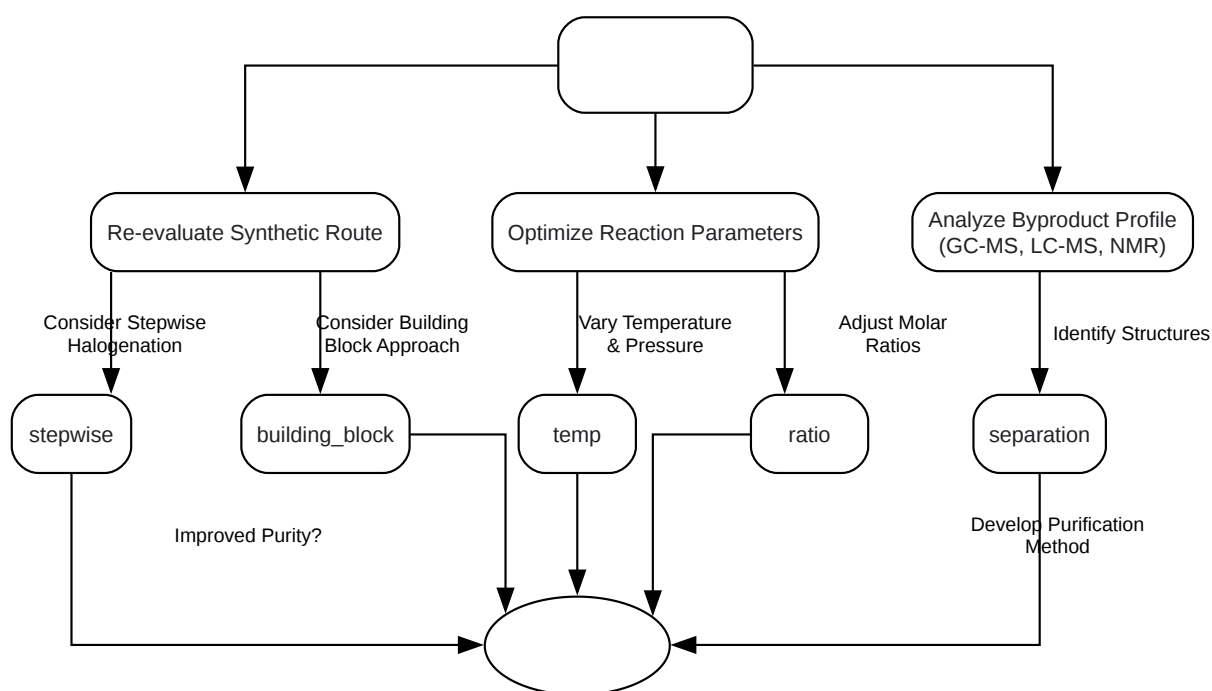 Re-evaluate Synthetic Route
Optimize Reaction Parameters
Analyze Byproduct Profile
(GC-MS, LC-MS, NMR)
Consider Stepwise
Halogenation
Consider Building
Block Approach
Vary Temperature
& Pressure
Adjust Molar
Ratios
Identify Structures
stepwise
building_block
temp
ratio
separation
Improved Purity?
Develop Purification
Method